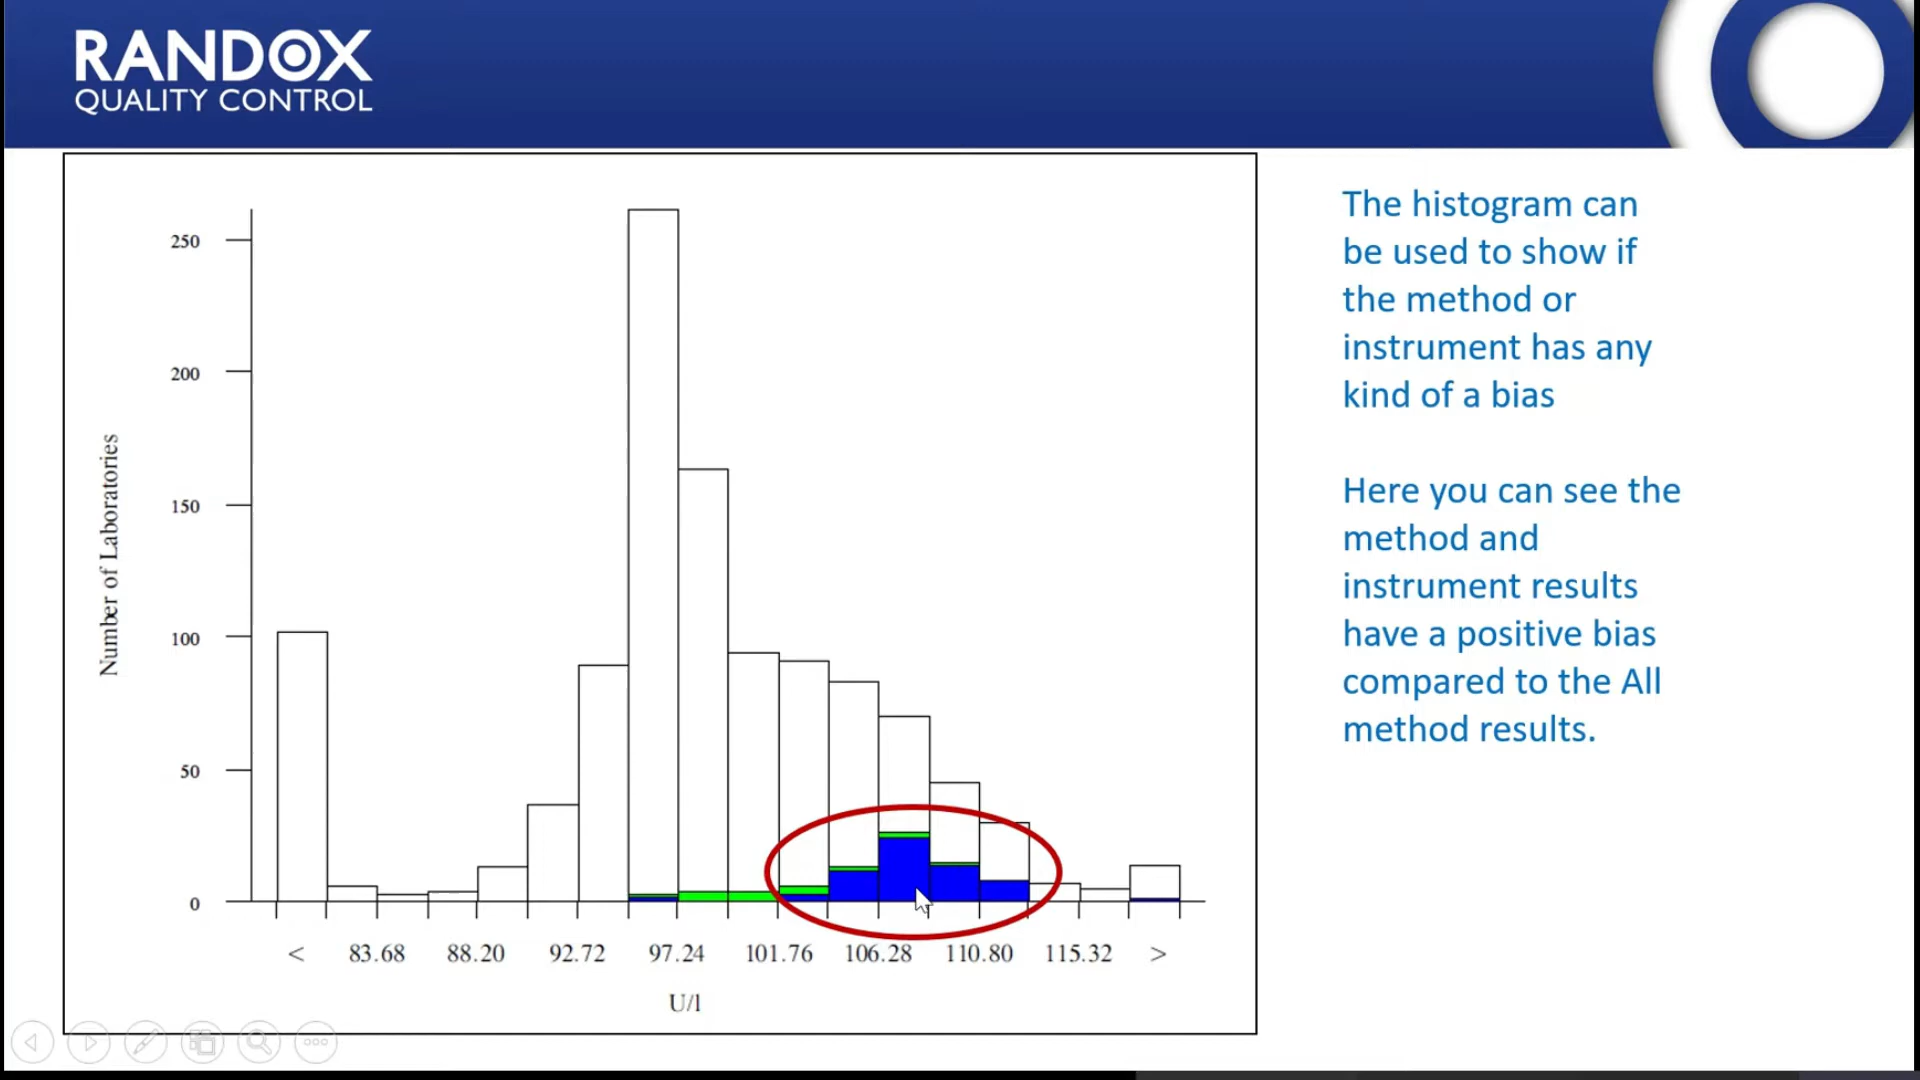 RANDOX
QUALITY CONTROL
The histogram can
be used to show if
the method or
instrument has any
kind of a bias
Here you can see the
method and
instrument results
have a positive bias
compared to the All
method results.
Number of Laboratories
250
200
150
100
50
0
< 83.68 88.20 92.72 97.24 101.76 106.28 110.80 115.32 >
U/l